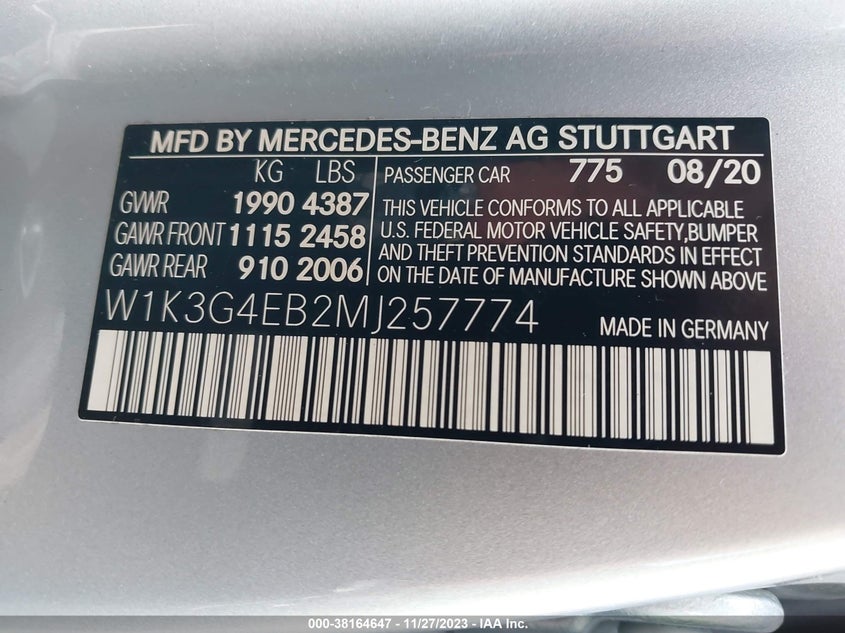 MFD BY MERCEDES-BENZ AG STUTTGART
KG LBS
GVWR 1990 4387
GAWR FRONT 1115 2458
GAWR REAR 910 2006
PASSENGER CAR 775 08/20
THIS VEHICLE CONFORMS TO ALL APPLICABLE
U.S. FEDERAL MOTOR VEHICLE SAFETY,BUMPER
AND THEFT PREVENTION STANDARDS IN EFFECT
ON THE DATE OF MANUFACTURE SHOWN ABOVE
W1K3G4EB2MJ257774
MADE IN GERMANY
000-38164647 - 11/27/2023 - IAAI.COM